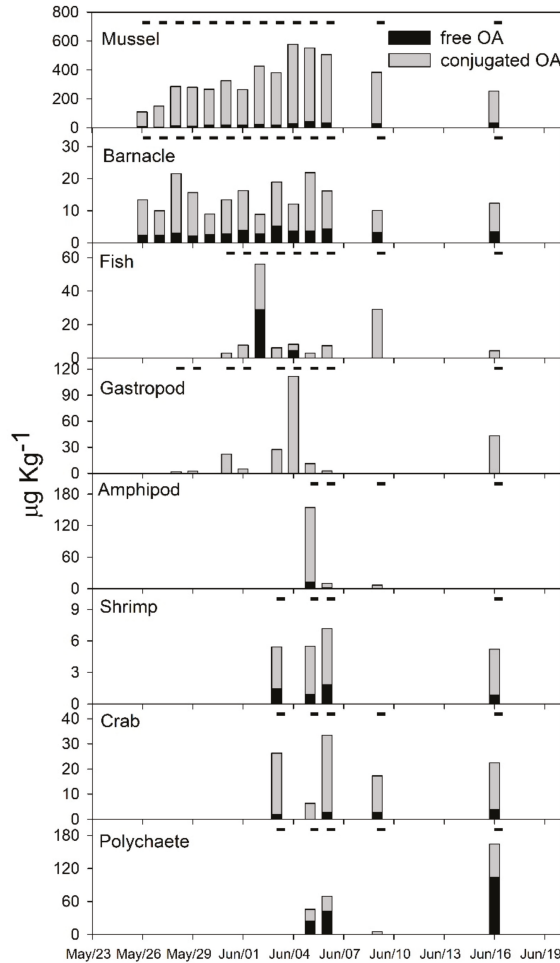 800
600
400
200
0
Mussel
free OA
conjugated OA
30
20
10
0
Barnacle
60
40
20
0
Fish
120
90
60
30
0
Gastropod
180
120
60
0
Amphipod
9
6
3
0
Shrimp
40
30
20
10
0
Crab
180
120
60
0
Polychaete
µg Kg-1
May/23 May/26 May/29 Jun/01 Jun/04 Jun/07 Jun/10 Jun/13 Jun/16 Jun/19